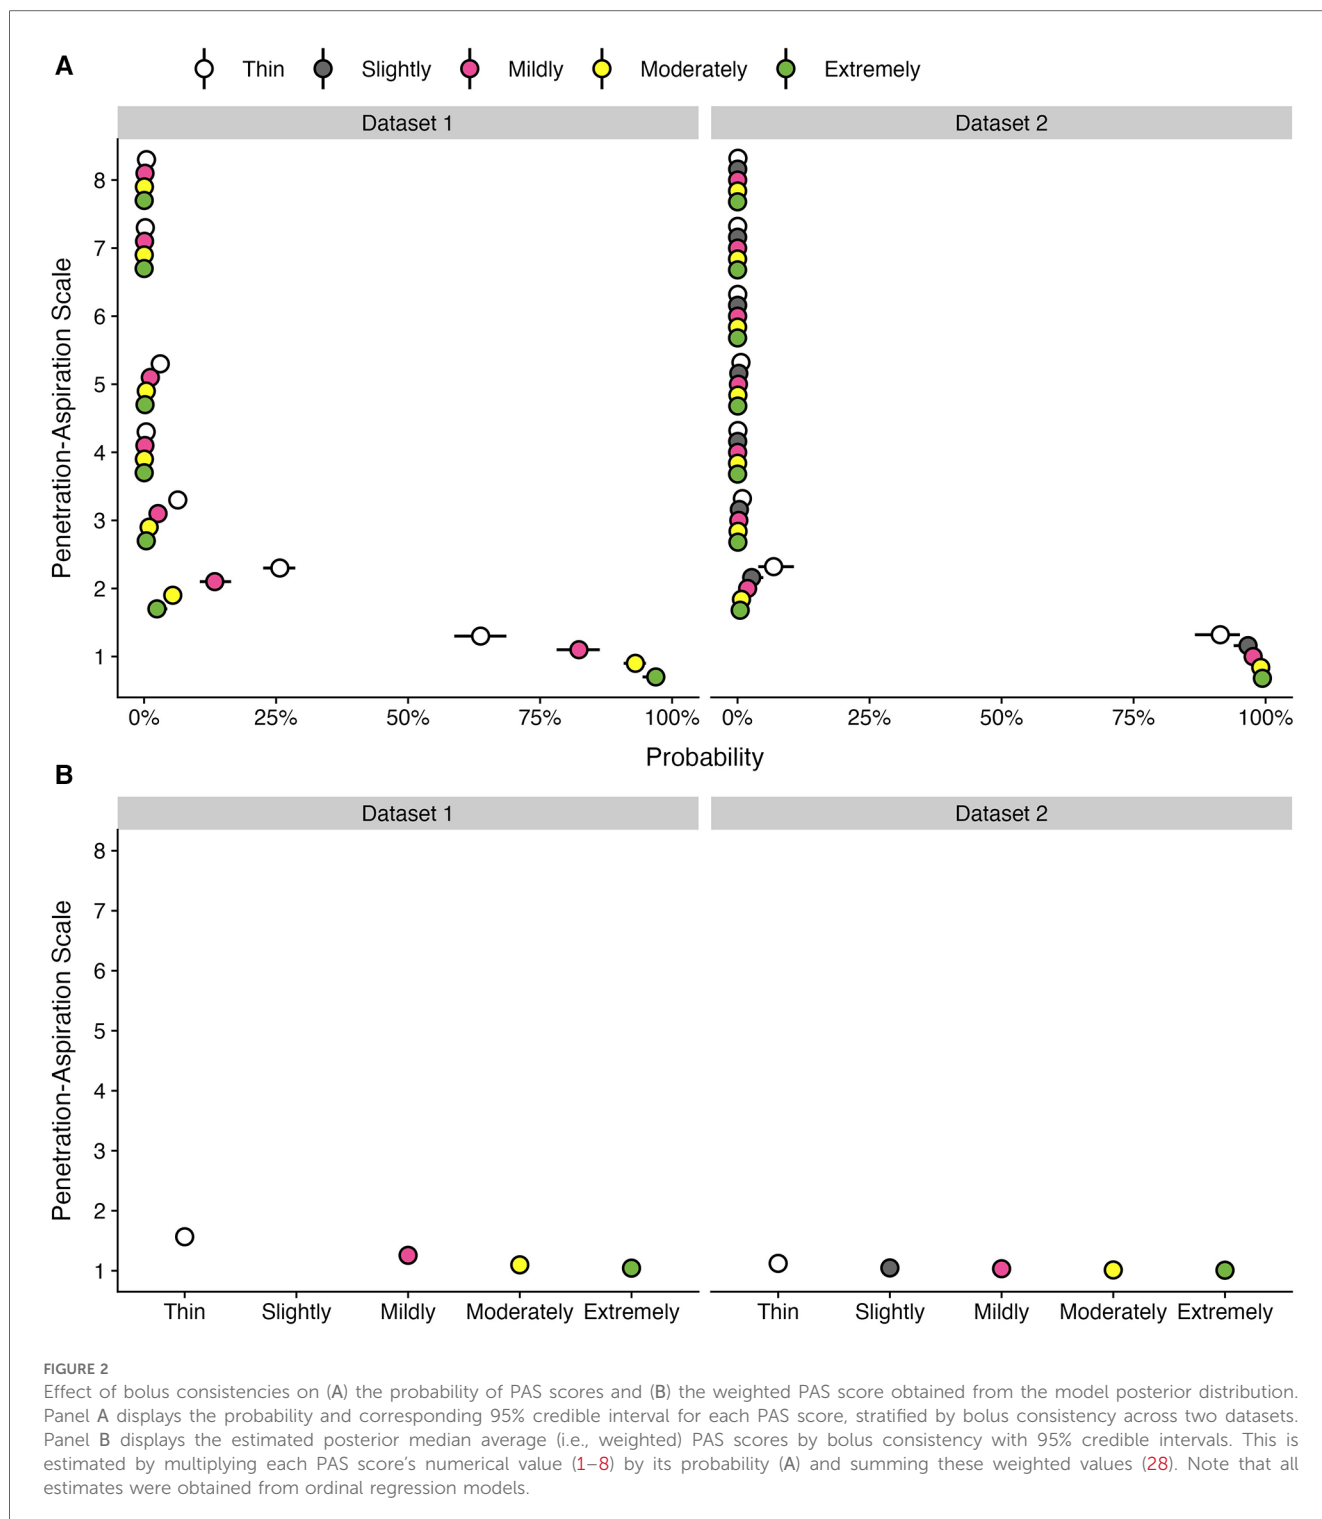 A
Thin Slightly Mildly Moderately Extremely
Dataset 1 Dataset 2
Penetration-Aspiration Scale
8
7
6
5
4
3
2
1
0% 25% 50% 75% 100% 0% 25% 50% 75% 100%
Probability
B
Dataset 1 Dataset 2
Penetration-Aspiration Scale
8
7
6
5
4
3
2
1
Thin Slightly Mildly Moderately Extremely Thin Slightly Mildly Moderately Extremely
FIGURE 2
Effect of bolus consistencies on (A) the probability of PAS scores and (B) the weighted PAS score obtained from the model posterior distribution.
Panel A displays the probability and corresponding 95% credible interval for each PAS score, stratified by bolus consistency across two datasets.
Panel B displays the estimated posterior median average (i.e., weighted) PAS scores by bolus consistency with 95% credible intervals. This is
estimated by multiplying each PAS score's numerical value (1–8) by its probability (A) and summing these weighted values (28). Note that all
estimates were obtained from ordinal regression models.